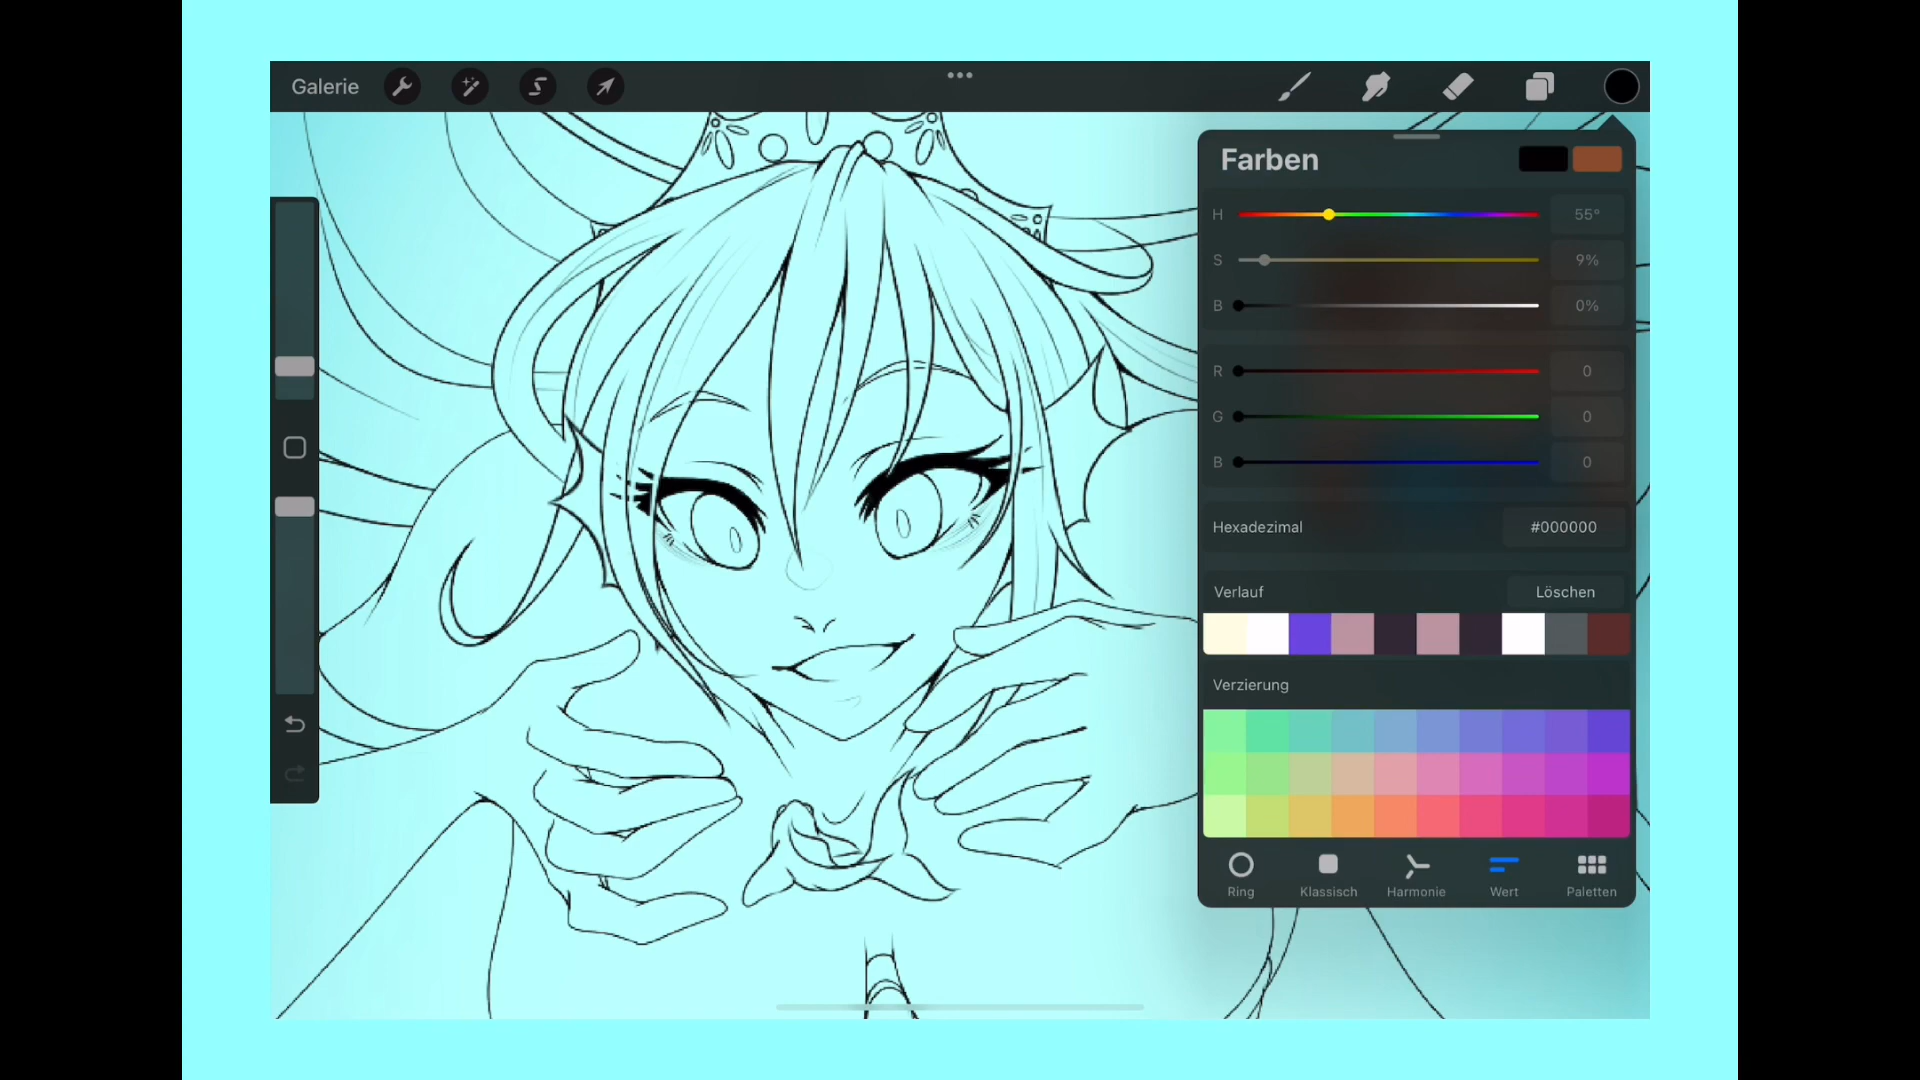 Galerie
Farben
H 55°
S 9%
B 0%
R 0
G 0
B 0
Hexadezimal #000000
Verlauf Löschen
Verzierung
Ring Klassisch Harmonie Wert Paletten